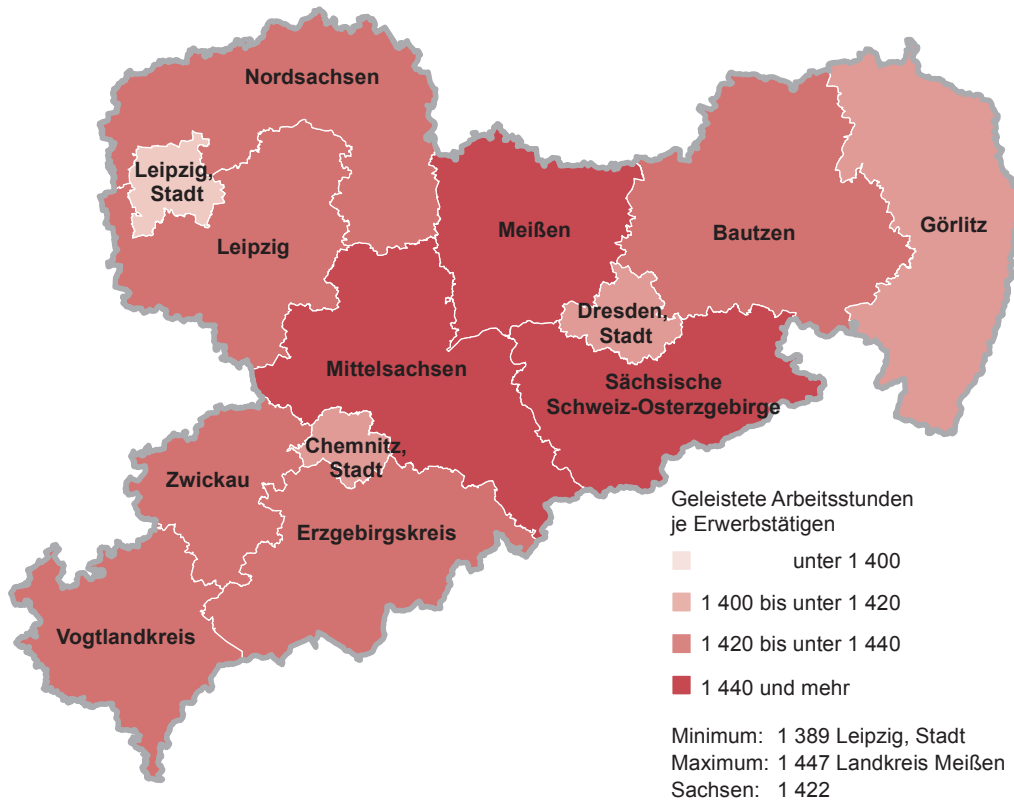 Nordsachsen
Leipzig,
Stadt
Leipzig
Meißen
Bautzen
Görlitz
Dresden,
Stadt
Mittelsachsen
Sächsische
Schweiz-Osterzgebirge
Chemnitz,
Stadt
Zwickau
Erzgebirgskreis
Vogtlandkreis
Geleistete Arbeitsstunden
je Erwerbstätigen
unter 1 400
1 400 bis unter 1 420
1 420 bis unter 1 440
1 440 und mehr
Minimum: 1 389 Leipzig, Stadt
Maximum: 1 447 Landkreis Meißen
Sachsen: 1 422